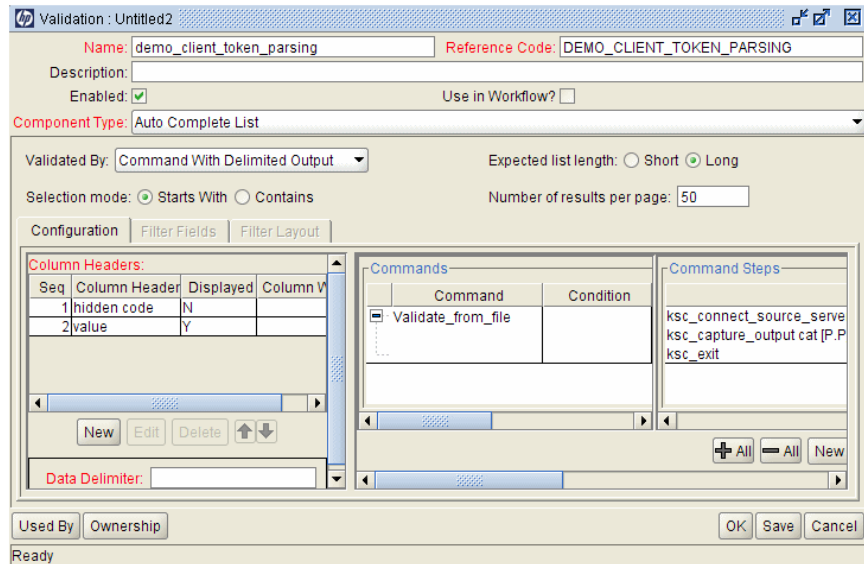 hp Validation : Untitled2
Name: demo_client_token_parsing Reference Code: DEMO_CLIENT_TOKEN_PARSING
Description:
Enabled: Use in Workflow?
Component Type: Auto Complete List
Validated By: Command With Delimited Output Expected list length: Short Long
Selection mode: Starts With Contains Number of results per page: 50
Configuration Filter Fields Filter Layout
Column Headers: Commands Command Steps
Seq Column Header Displayed Column W Command Condition
1 hidden code N Validate_from_file ksc_connect_source_serve
2 value Y ksc_capture_output cat [P.P
ksc_exit
New Edit Delete
All All New
Data Delimiter:
Used By Ownership OK Save Cancel
Ready